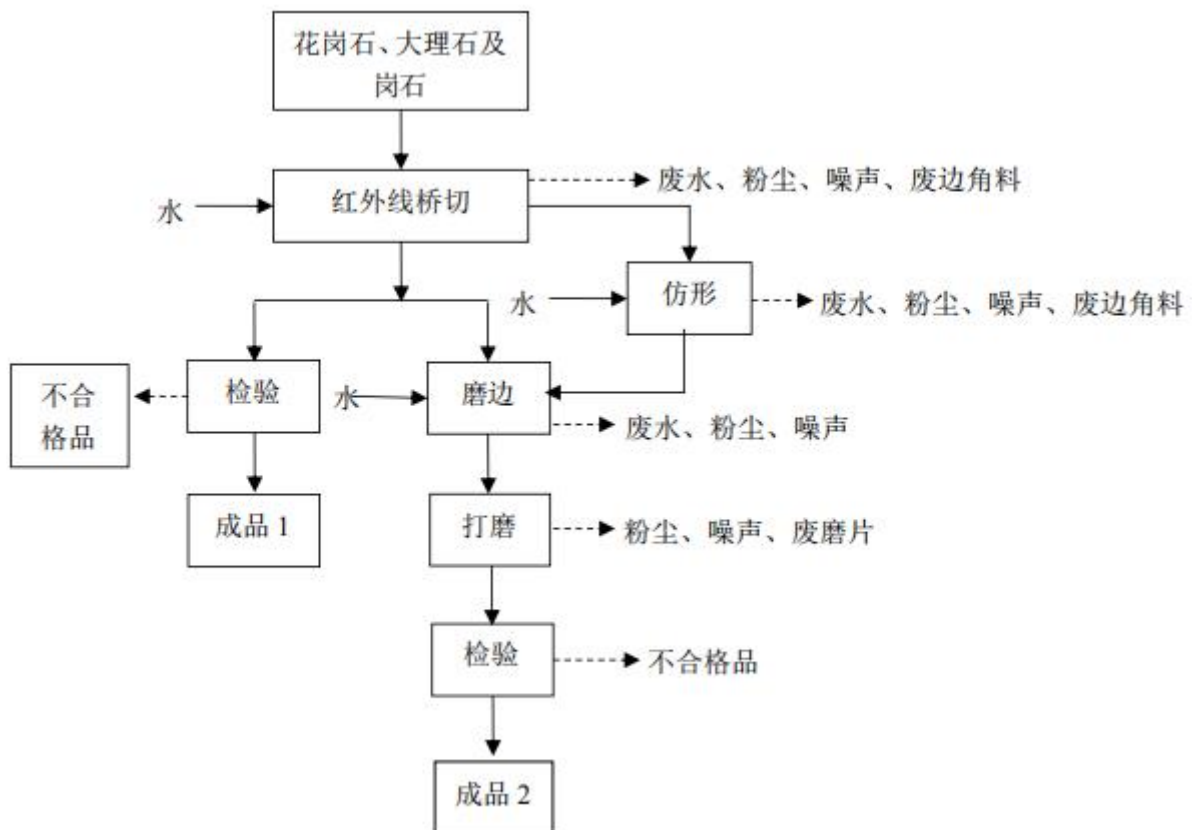 花岗石、大理石及
岗石
废水、粉尘、噪声、废边角料
水
红外线桥切
仿形
水
废水、粉尘、噪声、废边角料
不合
格品
检验
水
磨边
废水、粉尘、噪声
成品 1
打磨
粉尘、噪声、废磨片
检验
不合格品
成品 2